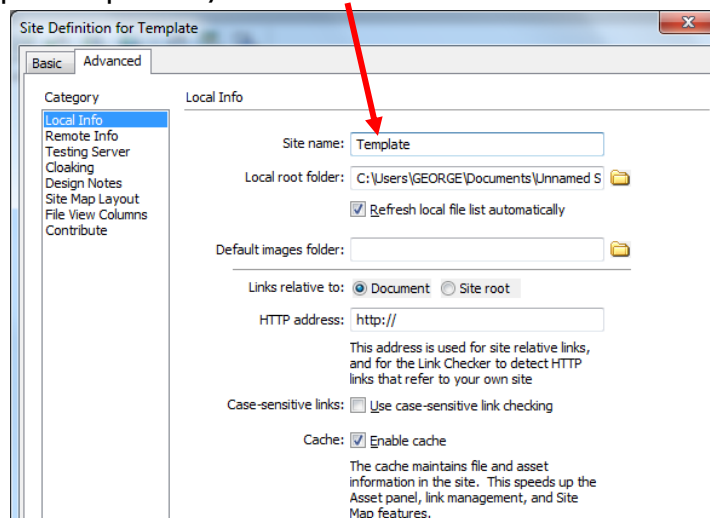 Site Definition for Template
Basic Advanced
Category
Local Info
Remote Info
Testing Server
Cloaking
Design Notes
Site Map Layout
File View Columns
Contribute
Local Info
Site name: Template
Local root folder: C:\Users\GEORGE\Documents\Unnamed S
Refresh local file list automatically
Default images folder:
Links relative to: Document Site root
HTTP address: http://
This address is used for site relative links,
and for the Link Checker to detect HTTP
links that refer to your own site
Case-sensitive links: Use case-sensitive link checking
Cache: Enable cache
The cache maintains file and asset
information in the site. This speeds up the
Asset panel, link management, and Site
Map features.